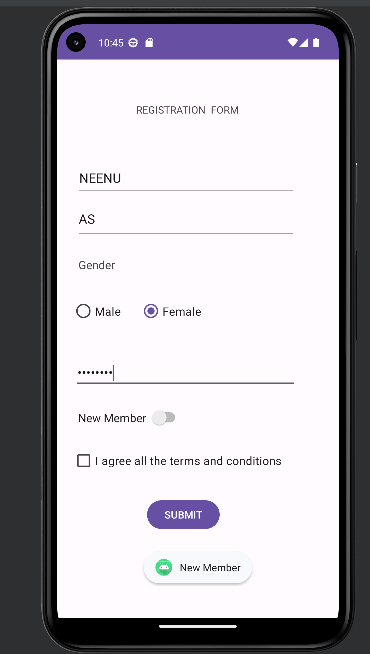 10:45
REGISTRATION FORM
NEENU
AS
Gender
Male Female
••••••••
New Member
I agree all the terms and conditions
SUBMIT
New Member